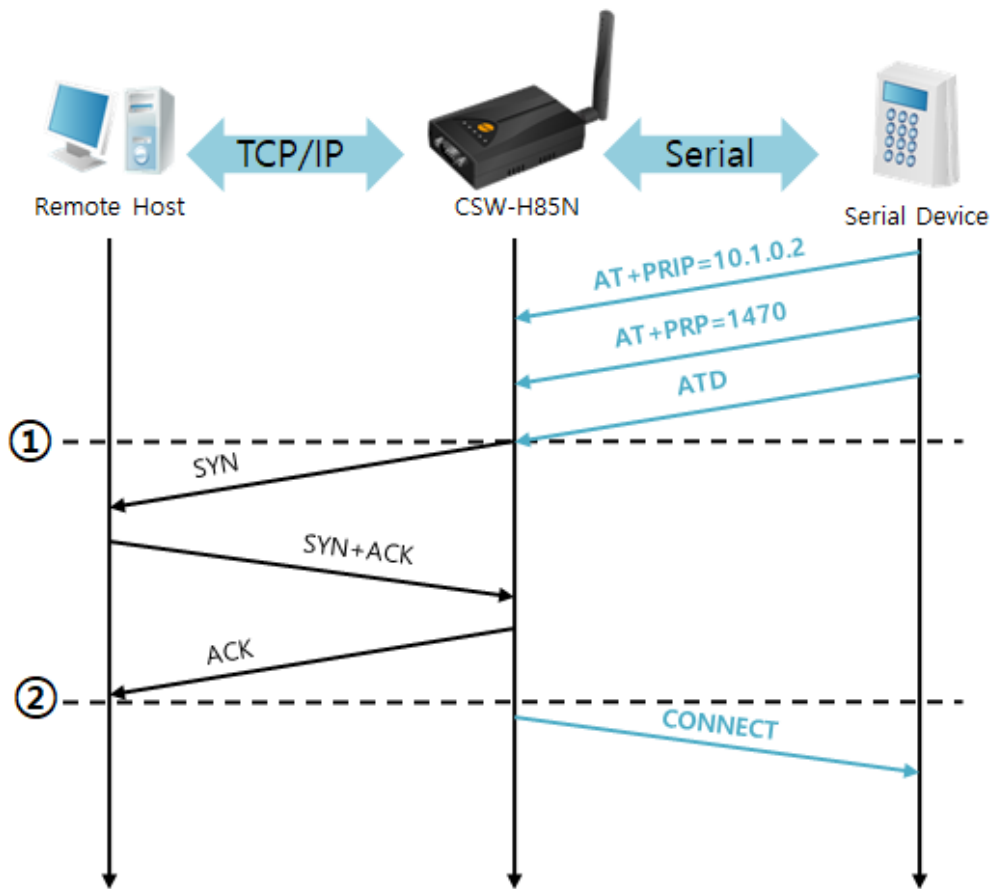 TCP/IP
Serial
Remote Host
CSW-H85N
Serial Device
AT+PRIP=10.1.0.2
AT+PRP=1470
ATD
①
SYN
SYN+ACK
ACK
②
CONNECT